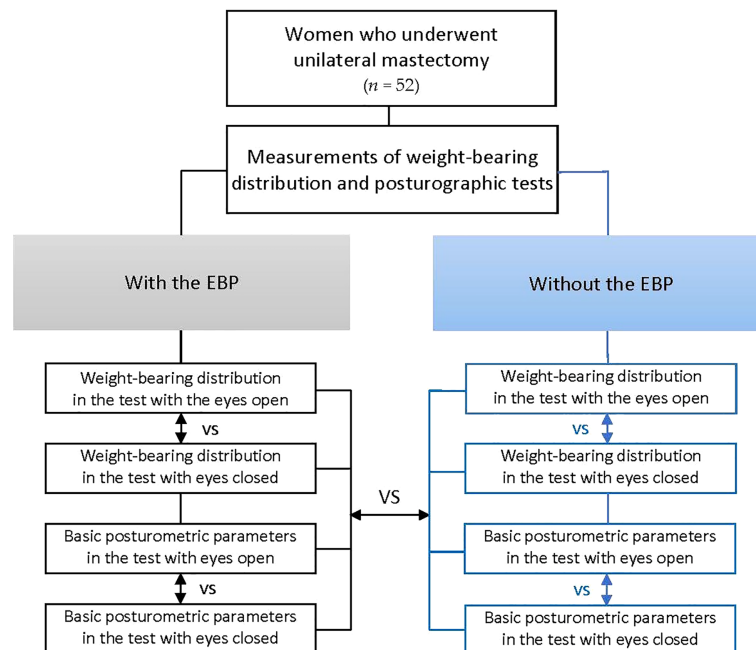 Women who underwent
unilateral mastectomy
(n = 52)
Measurements of weight-bearing
distribution and posturographic tests
With the EBP
Without the EBP
Weight-bearing distribution
in the test with the eyes open
vs
Weight-bearing distribution
in the test with eyes closed
Basic posturometric parameters
in the test with eyes open
vs
Basic posturometric parameters
in the test with eyes closed
VS
Weight-bearing distribution
in the test with the eyes open
vs
Weight-bearing distribution
in the test with eyes closed
Basic posturometric parameters
in the test with eyes open
vs
Basic posturometric parameters
in the test with eyes closed